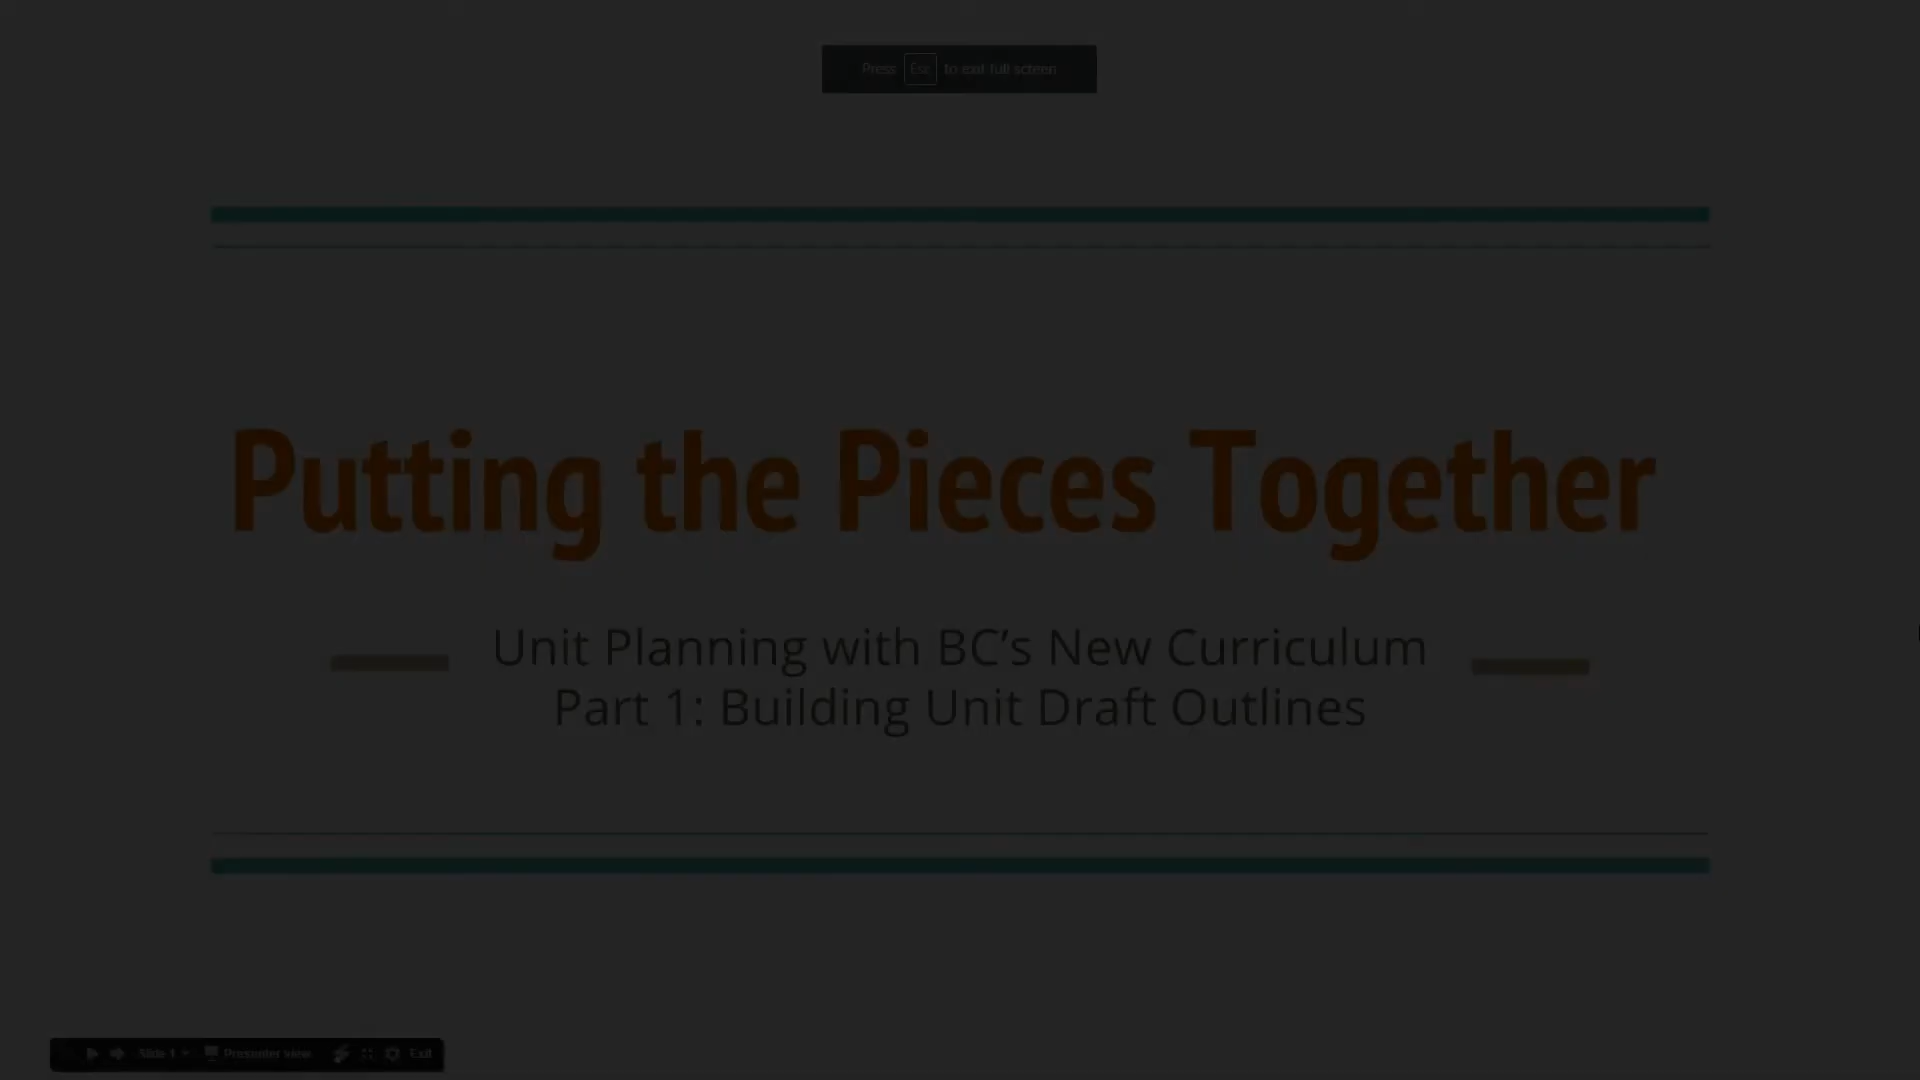 Press Esc to exit full screen
Putting the Pieces Together
Unit Planning with BC’s New Curriculum
Part 1: Building Unit Draft Outlines
Slide 1 Presenter view Exit